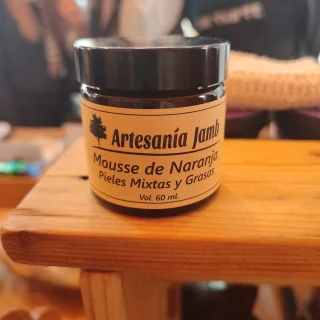 Artesanía Jamb
Mousse de Naranja
Pieles Mixtas y Grasas
Vol. 60 ml.